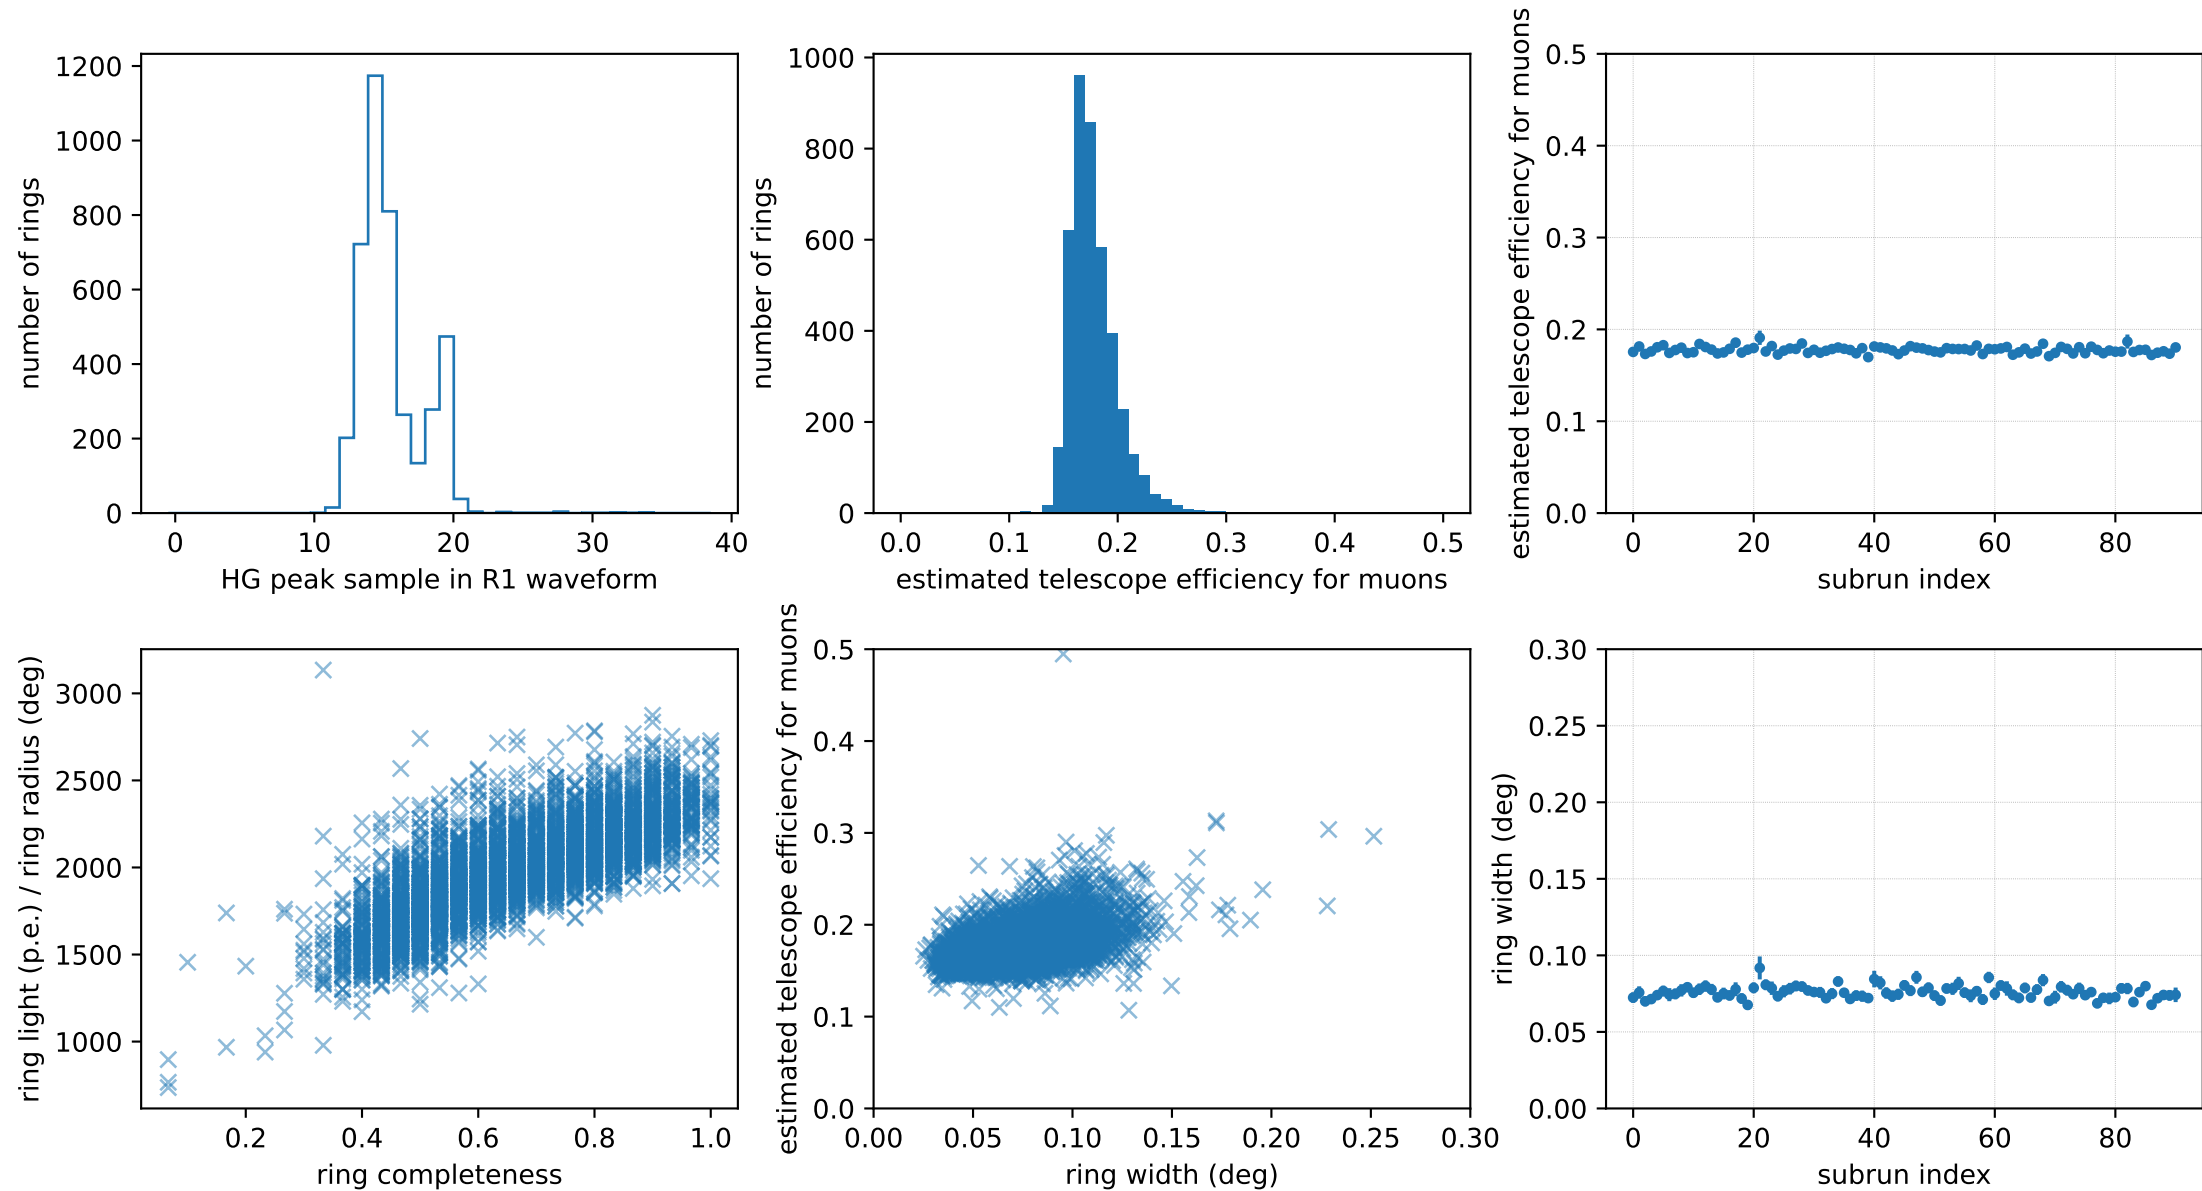 number of rings
1200
1000
800
600
400
200
0
0 10 20 30 40
HG peak sample in R1 waveform
number of rings
1000
800
600
400
200
0
0.0 0.1 0.2 0.3 0.4 0.5
estimated telescope efficiency for muons
estimated telescope efficiency for muons
0.5
0.4
0.3
0.2
0.1
0.0
0 20 40 60 80
subrun index
ring light (p.e.) / ring radius (deg)
3000
2500
2000
1500
1000
0.2 0.4 0.6 0.8 1.0
ring completeness
estimated telescope efficiency for muons
0.5
0.4
0.3
0.2
0.1
0.0
0.00 0.05 0.10 0.15 0.20 0.25 0.30
ring width (deg)
ring width (deg)
0.30
0.25
0.20
0.15
0.10
0.05
0.00
0 20 40 60 80
subrun index